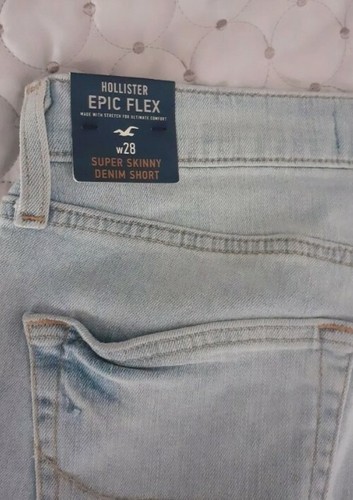 HOLLISTER
EPIC FLEX
MADE WITH STRETCH FOR ULTIMATE COMFORT
W28
SUPER SKINNY
DENIM SHORT